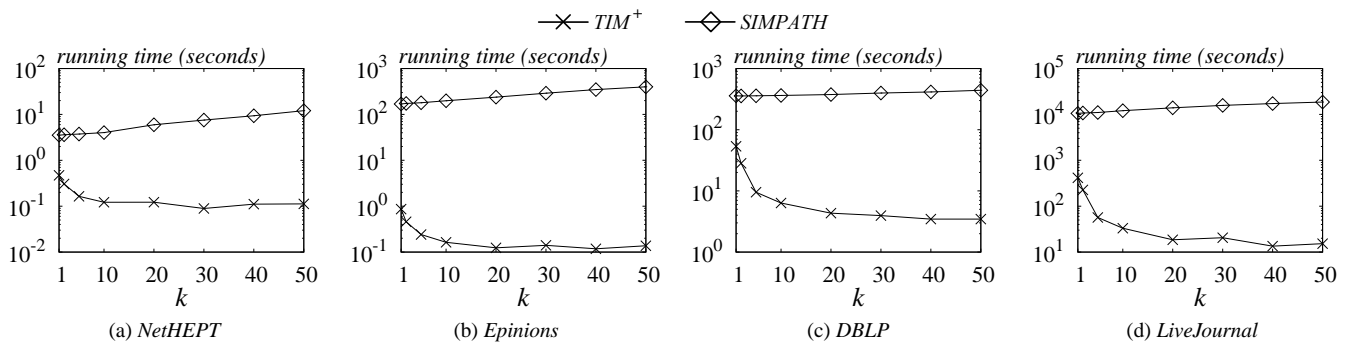 TIM+ SIMPATH
running time (seconds) running time (seconds) running time (seconds) running time (seconds)
10^2 10^3 10^3 10^5
10^1 10^2 10^2 10^4
10^0 10^1 10^1 10^3
10^-1 10^0 10^0 10^2
10^-2 10^-1 10^1
1 10 20 30 40 50 1 10 20 30 40 50 1 10 20 30 40 50 1 10 20 30 40 50
k k k k
(a) NetHEPT (b) Epinions (c) DBLP (d) LiveJournal